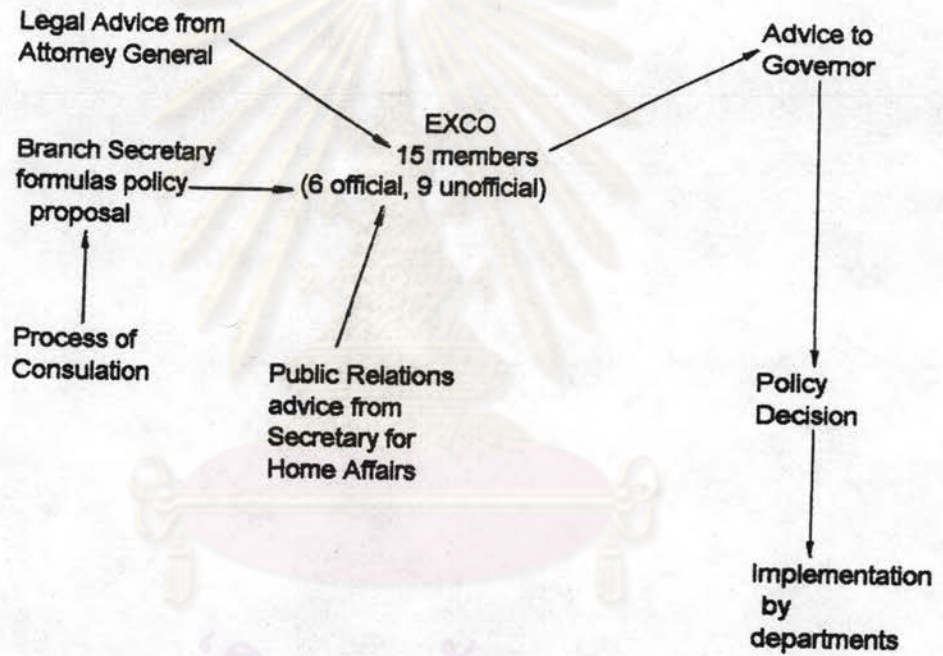 Legal Advice from
Attorney General
Advice to
Governor
EXCO
15 members
(6 official, 9 unofficial)
Branch Secretary
formulas policy
proposal
Process of
Consulation
Public Relations
advice from
Secretary for
Home Affairs
Policy
Decision
Implementation
by
departments